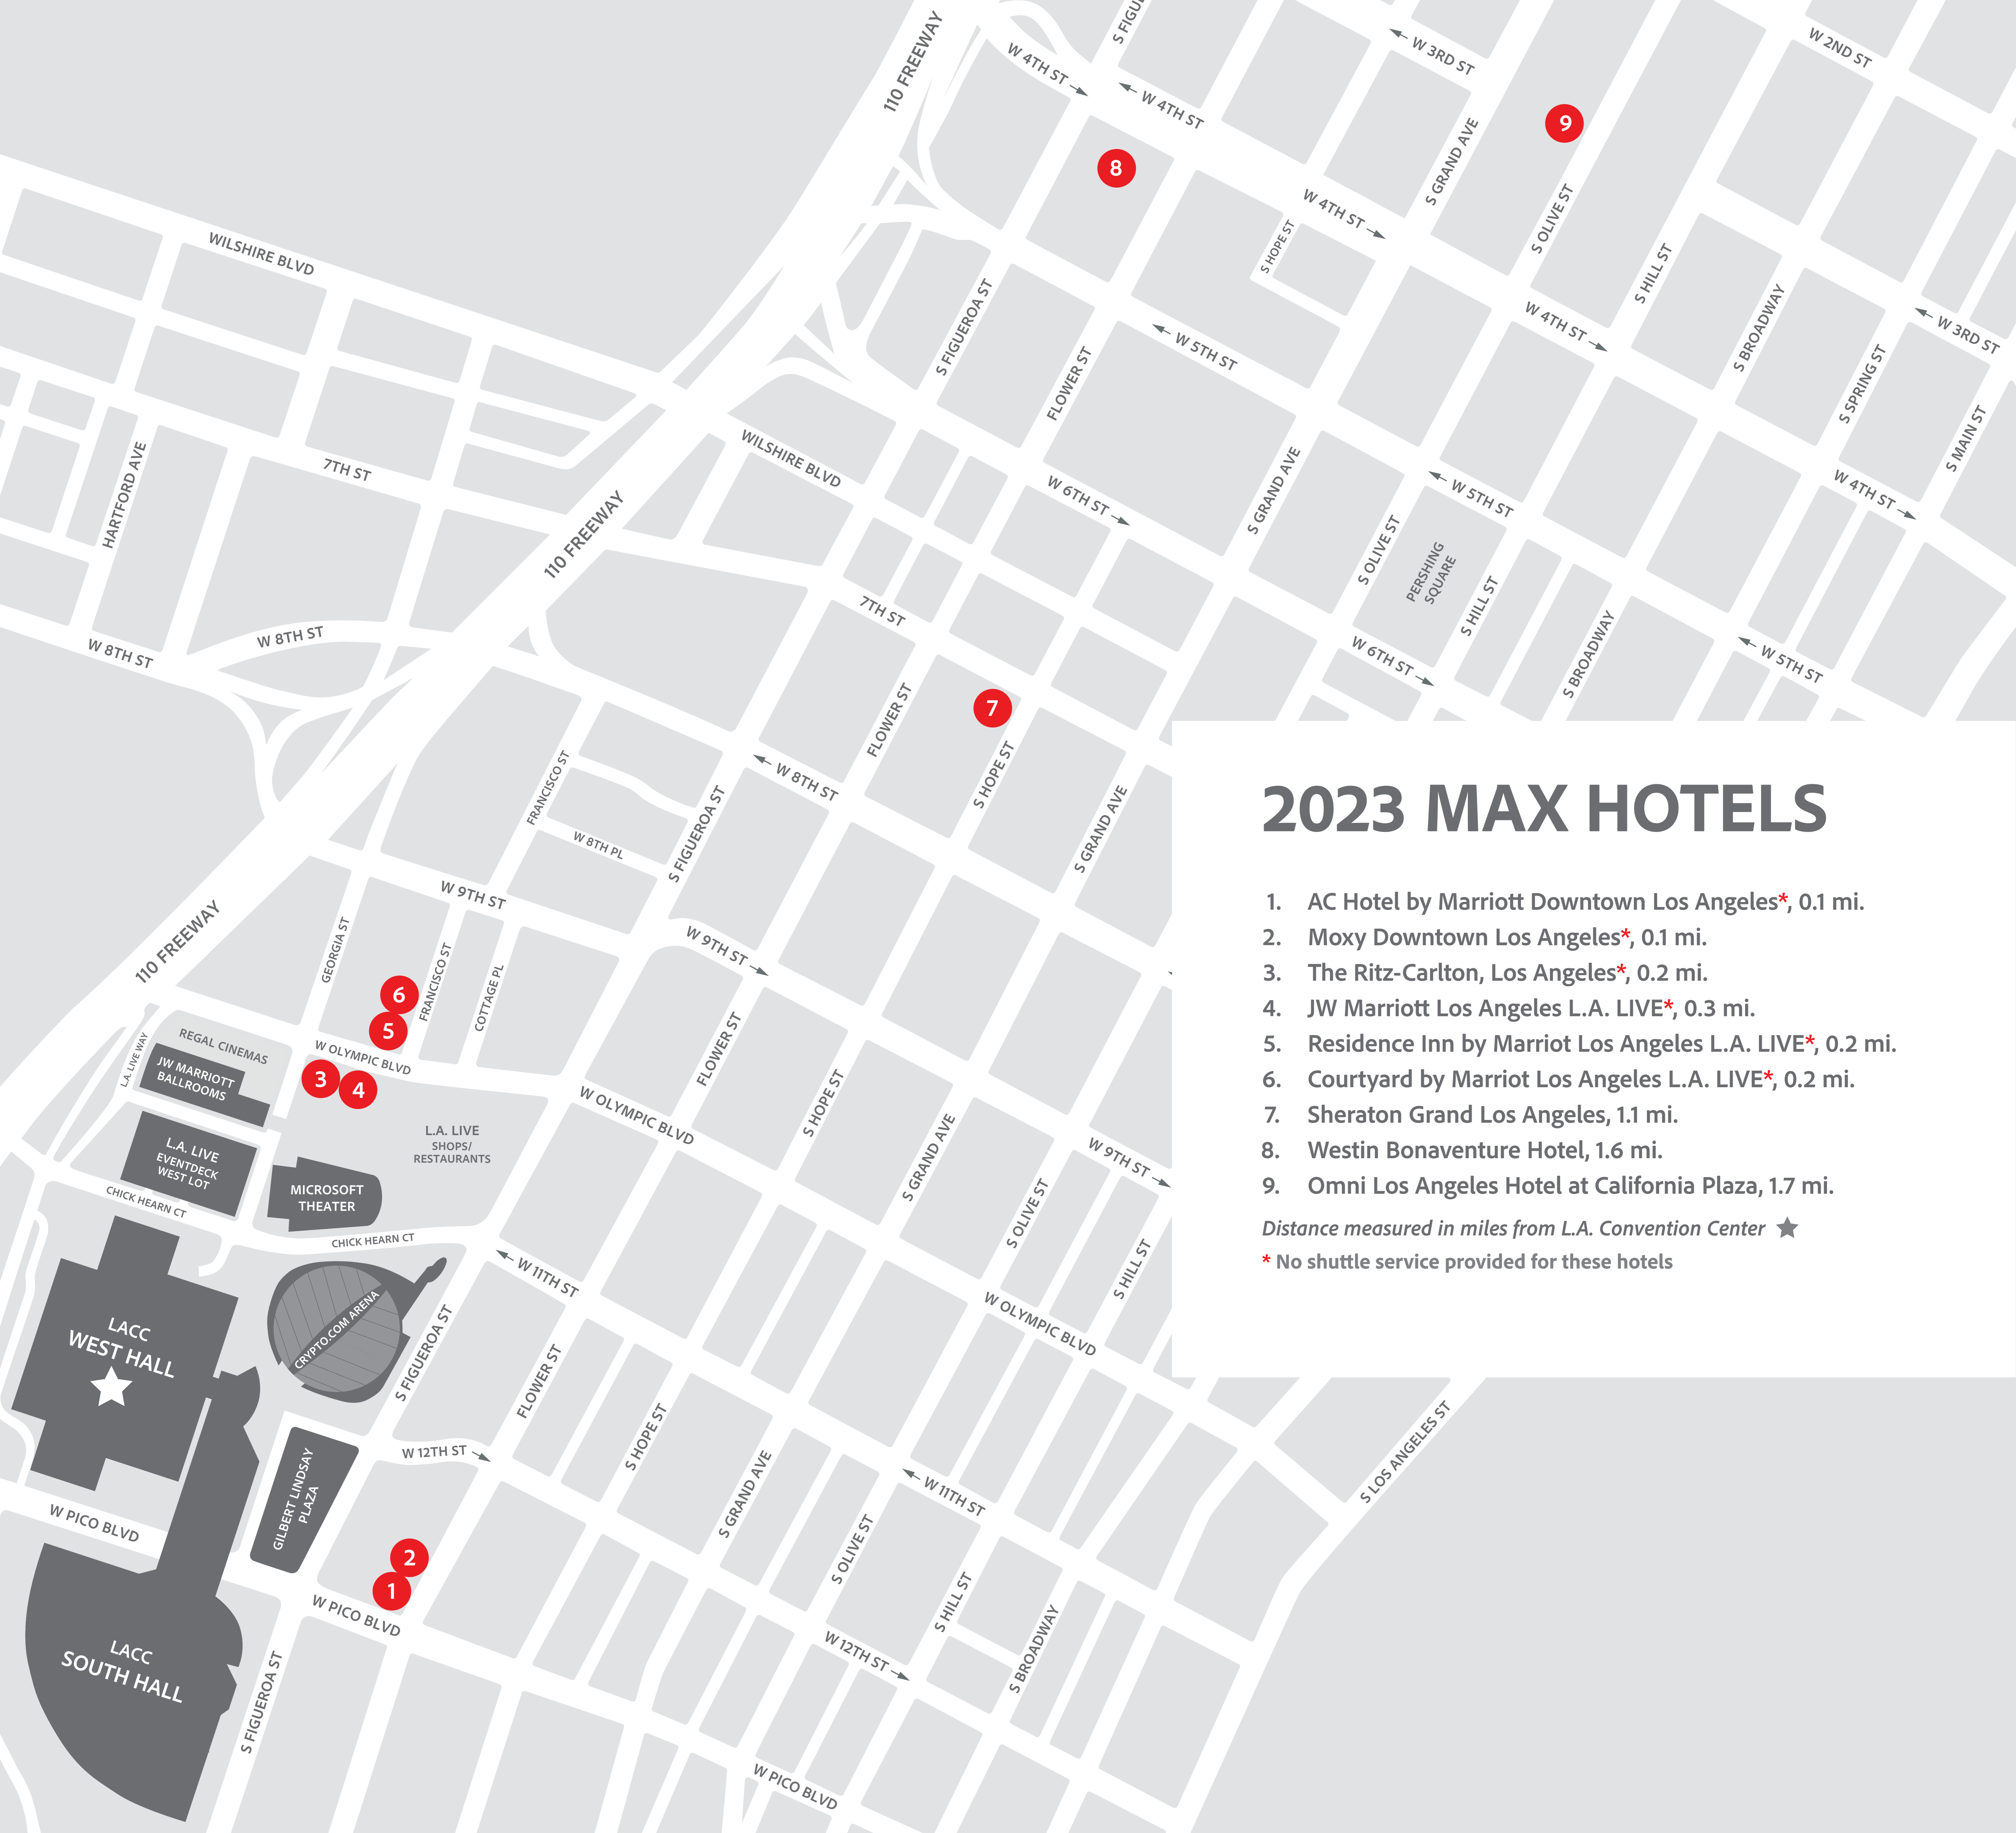 110 FREEWAY
W 4TH ST
S FIGU
W 4TH ST
W 3RD ST
W 2ND ST
9
8
S GRAND AVE
W 4TH ST
S OLIVE ST
S HOPE ST
WILSHIRE BLVD
S HILL ST
S BROADWAY
W 4TH ST
W 3RD ST
S FIGUEROA ST
FLOWER ST
W 5TH ST
S SPRING ST
S MAIN ST
HARTFORD AVE
7TH ST
WILSHIRE BLVD
110 FREEWAY
W 6TH ST
S GRAND AVE
W 5TH ST
W 4TH ST
S OLIVE ST
PERSHING
SQUARE
S HILL ST
7TH ST
W 8TH ST
W 8TH ST
W 6TH ST
S BROADWAY
W 5TH ST
7
FLOWER ST
S HOPE ST
W 8TH ST
FRANCISCO ST
W 8TH PL
S FIGUEROA ST
S GRAND AVE
2023 MAX HOTELS
1. AC Hotel by Marriott Downtown Los Angeles*, 0.1 mi.
2. Moxy Downtown Los Angeles*, 0.1 mi.
3. The Ritz-Carlton, Los Angeles*, 0.2 mi.
4. JW Marriott Los Angeles L.A. LIVE*, 0.3 mi.
5. Residence Inn by Marriot Los Angeles L.A. LIVE*, 0.2 mi.
6. Courtyard by Marriot Los Angeles L.A. LIVE*, 0.2 mi.
7. Sheraton Grand Los Angeles, 1.1 mi.
8. Westin Bonaventure Hotel, 1.6 mi.
9. Omni Los Angeles Hotel at California Plaza, 1.7 mi.
Distance measured in miles from L.A. Convention Center
* No shuttle service provided for these hotels
W 9TH ST
110 FREEWAY
GEORGIA ST
FRANCISCO ST
COTTAGE PL
W 9TH ST
6
5
L.A. LIVE WAY
REGAL CINEMAS
JW MARRIOTT
BALLROOMS
W OLYMPIC BLVD
3
4
FLOWER ST
S HOPE ST
W OLYMPIC BLVD
L.A. LIVE
SHOPS/
RESTAURANTS
L.A. LIVE
EVENTDECK
WEST LOT
MICROSOFT
THEATER
CHICK HEARN CT
CHICK HEARN CT
S GRAND AVE
W 9TH ST
S OLIVE ST
S HILL ST
W 11TH ST
W OLYMPIC BLVD
CRYPTO.COM ARENA
LACC
WEST HALL
S FIGUEROA ST
FLOWER ST
S HOPE ST
W 12TH ST
S GRAND AVE
W 11TH ST
S LOS ANGELES ST
GILBERT LINDSAY
PLAZA
W PICO BLVD
2
1
S OLIVE ST
S HILL ST
W PICO BLVD
W 12TH ST
S BROADWAY
LACC
SOUTH HALL
S FIGUEROA ST
W PICO BLVD